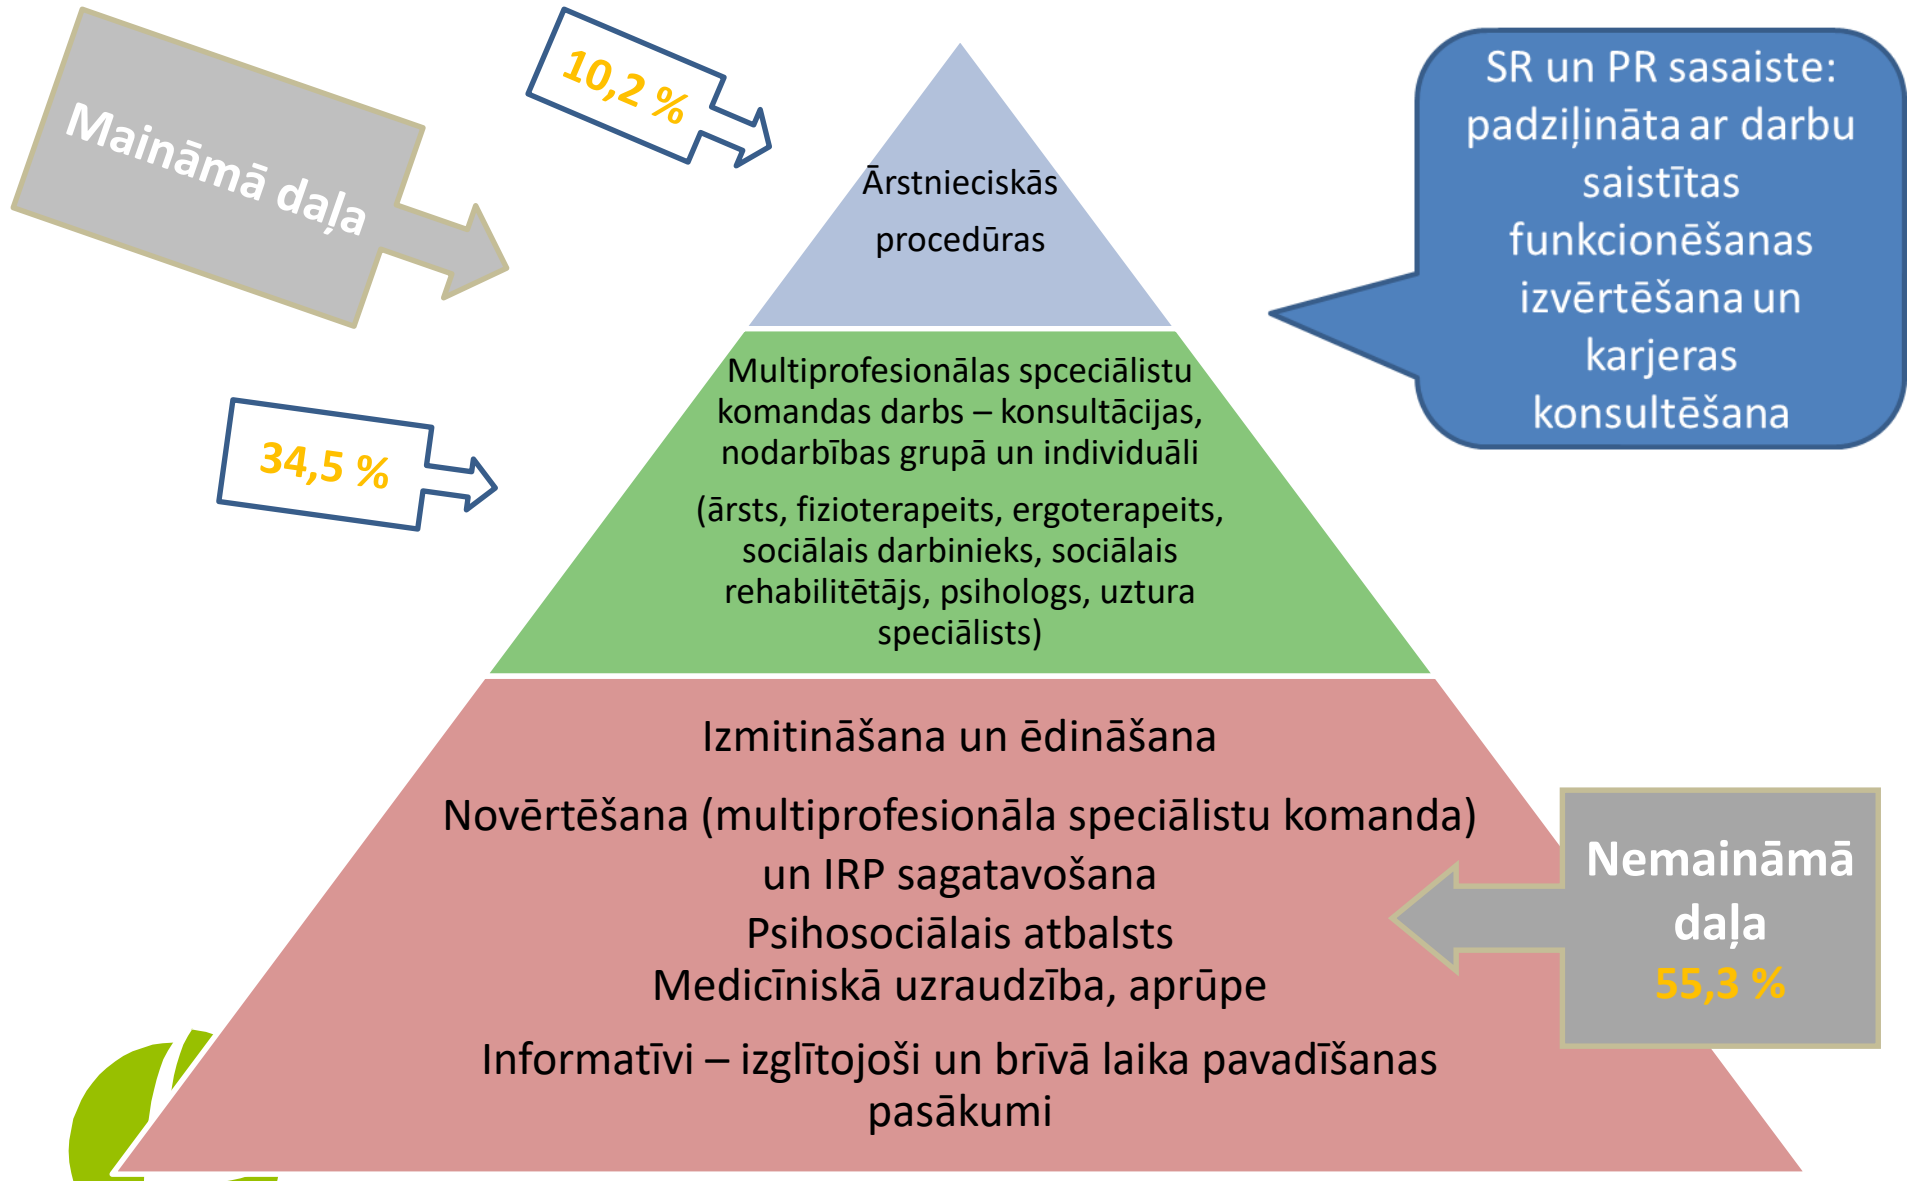 Maināmā daļa
10,2 %
Ārstnieciskās
procedūras
SR un PR sasaiste:
padziļināta ar darbu
saistītas
funkcionēšanas
izvērtēšana un
karjeras
konsultēšana
34,5 %
Multiprofesionālas spceciālistu
komandas darbs – konsultācijas,
nodarbības grupā un individuāli
(ārsts, fizioterapeits, ergoterapeits,
sociālais darbinieks, sociālais
rehabilitētājs, psihologs, uztura
speciālists)
Izmitināšana un ēdināšana
Novērtēšana (multiprofesionāla speciālistu komanda)
un IRP sagatavošana
Psihosociālais atbalsts
Medicīniskā uzraudzība, aprūpe
Informatīvi – izglītojoši un brīvā laika pavadīšanas
pasākumi
Nemaināmā
daļa
55,3 %